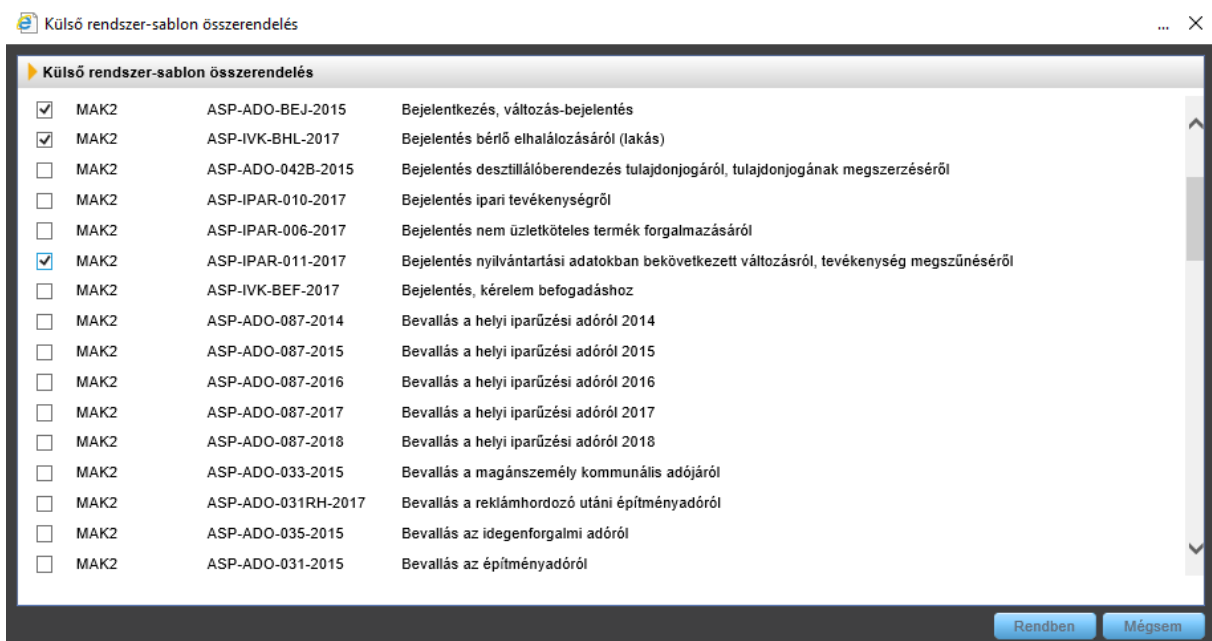 Külső rendszer-sablon összerendelés
...
Külső rendszer-sablon összerendelés
MAK2 ASP-ADO-BEJ-2015 Bejelentkezés, változás-bejelentés
MAK2 ASP-IVK-BHL-2017 Bejelentés bérlő elhalálozásáról (lakás)
MAK2 ASP-ADO-042B-2015 Bejelentés desztillálóberendezés tulajdonjogáról, tulajdonjogának megszerzéséről
MAK2 ASP-IPAR-010-2017 Bejelentés ipari tevékenységről
MAK2 ASP-IPAR-006-2017 Bejelentés nem üzletköteles termék forgalmazásáról
MAK2 ASP-IPAR-011-2017 Bejelentés nyilvántartási adatokban bekövetkezett változásról, tevékenység megszűnéséről
MAK2 ASP-IVK-BEF-2017 Bejelentés, kérelem befogadáshoz
MAK2 ASP-ADO-087-2014 Bevallás a helyi iparűzési adóról 2014
MAK2 ASP-ADO-087-2015 Bevallás a helyi iparűzési adóról 2015
MAK2 ASP-ADO-087-2016 Bevallás a helyi iparűzési adóról 2016
MAK2 ASP-ADO-087-2017 Bevallás a helyi iparűzési adóról 2017
MAK2 ASP-ADO-087-2018 Bevallás a helyi iparűzési adóról 2018
MAK2 ASP-ADO-033-2015 Bevallás a magánszemély kommunális adójáról
MAK2 ASP-ADO-031RH-2017 Bevallás a reklámhordozó utáni építményadóról
MAK2 ASP-ADO-035-2015 Bevallás az idegenforgalmi adóról
MAK2 ASP-ADO-031-2015 Bevallás az építményadóról
Rendben Mégsem